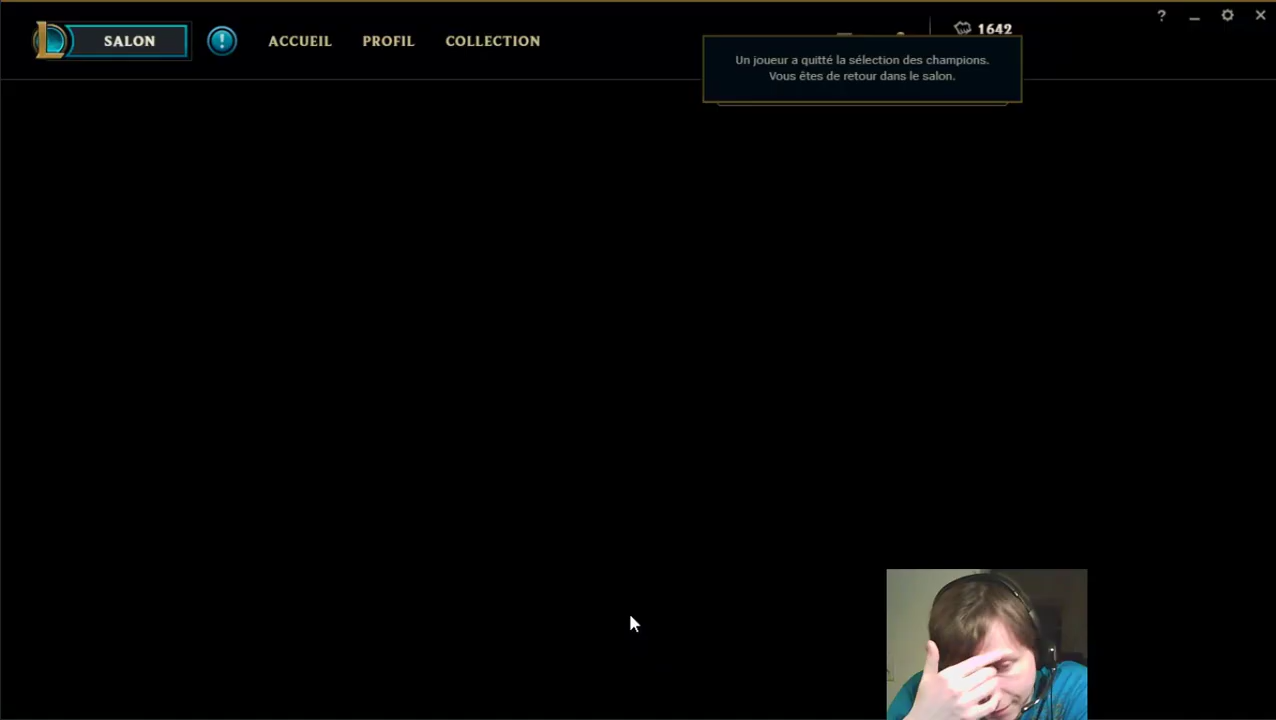 SALON
!
ACCUEIL
PROFIL
COLLECTION
1642
?
Un joueur a quitté la sélection des champions.
Vous êtes de retour dans le salon.